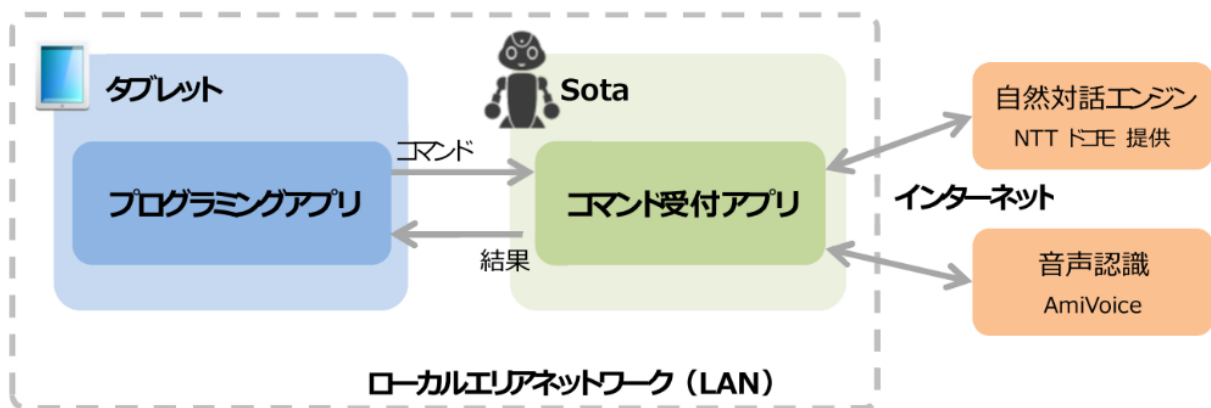 タブレット
Sota
プログラミングアプリ
コマンド
結果
コマンド受付アプリ
自然対話エンジン
NTT ドコモ 提供
インターネット
音声認識
AmiVoice
ローカルエリアネットワーク（LAN）